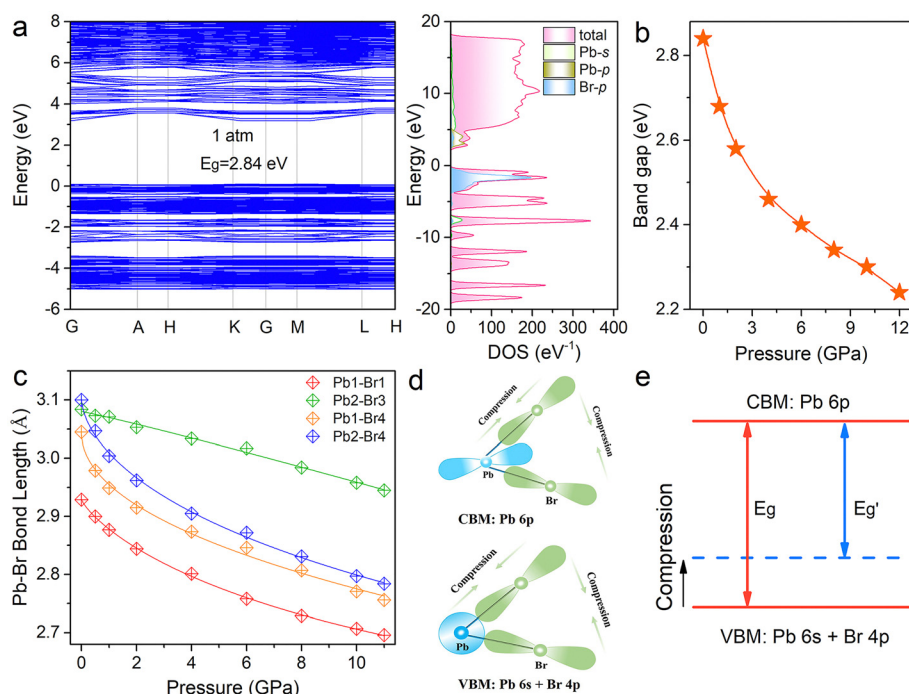 a
8
6
4
2
0
-2
-4
-6
Energy (eV)
1 atm
Eg=2.84 eV
G
A
H
K
G
M
L
H
20
10
0
-10
-20
Energy (eV)
total
Pb-s
Pb-p
Br-p
0
100
200
300
400
DOS (eV⁻¹)
b
2.8
2.6
2.4
2.2
Band gap (eV)
0
3
6
9
12
Pressure (GPa)
c
3.1
3.0
2.9
2.8
2.7
Pb-Br Bond Length (Å)
Pb1-Br1
Pb2-Br3
Pb1-Br4
Pb2-Br4
0
2
4
6
8
10
Pressure (GPa)
d
Compression
Compression
Pb
Br
CBM: Pb 6p
Compression
Compression
Pb
Br
VBM: Pb 6s + Br 4p
e
CBM: Pb 6p
Eg
Eg'
Compression
VBM: Pb 6s + Br 4p